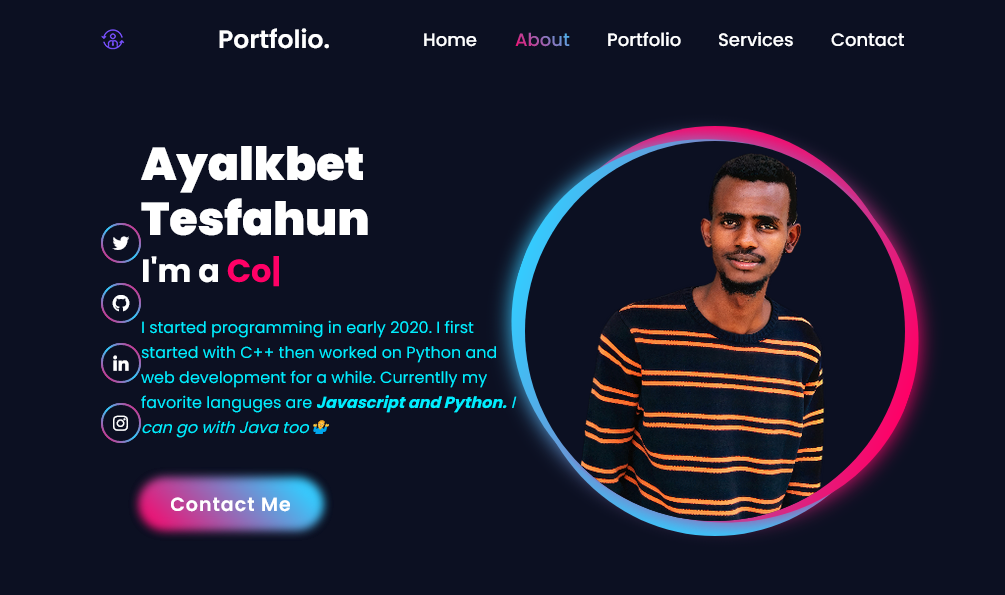 Portfolio.
Home
About
Portfolio
Services
Contact
Ayalkbet
Tesfahun
I'm a Co|
I started programming in early 2020. I first
started with C++ then worked on Python and
web development for a while. Currentlly my
favorite languges are Javascript and Python. I
can go with Java too 🤷‍♂️
Contact Me